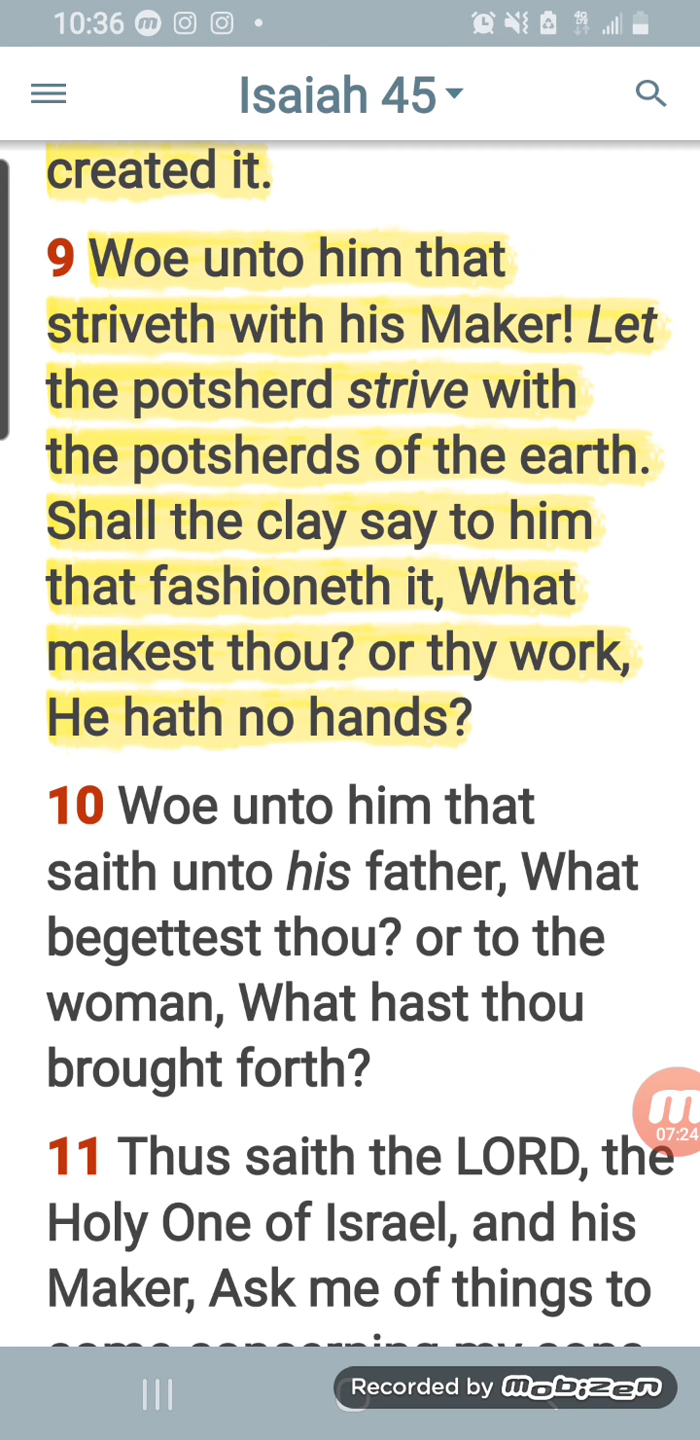 10:36
4G
Isaiah 45
created it.
9 Woe unto him that
striveth with his Maker! Let
the potsherd strive with
the potsherds of the earth.
Shall the clay say to him
that fashioneth it, What
makest thou? or thy work,
He hath no hands?
10 Woe unto him that
saith unto his father, What
begettest thou? or to the
woman, What hast thou
brought forth?
m
07:24
11 Thus saith the LORD, the
Holy One of Israel, and his
Maker, Ask me of things to
Recorded by mobizen